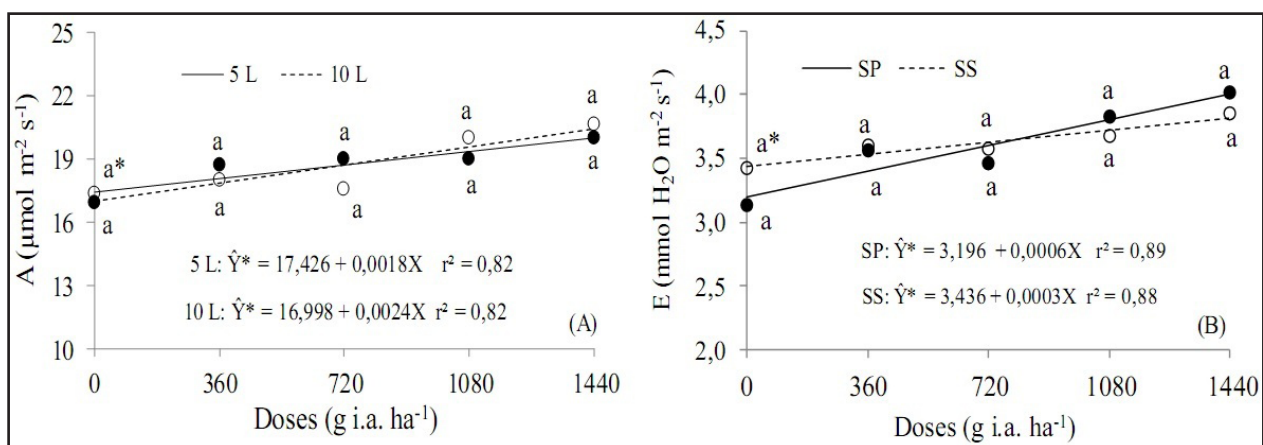 A (µmol m⁻² s⁻¹)
25
22
19
16
13
10
5 L
10 L
a*
a
a
a
a
a
a
a
a
a
5 L: Ŷ* = 17,426 + 0,0018X r² = 0,82
10 L: Ŷ* = 16,998 + 0,0024X r² = 0,82
(A)
0 360 720 1080 1440
Doses (g i.a. ha⁻¹)
E (mmol H₂O m⁻² s⁻¹)
4,5
4,0
3,5
3,0
2,5
2,0
SP
SS
a*
a
a
a
a
a
a
a
a
a
SP: Ŷ* = 3,196 + 0,0006X r² = 0,89
SS: Ŷ* = 3,436 + 0,0003X r² = 0,88
(B)
0 360 720 1080 1440
Doses (g i.a. ha⁻¹)